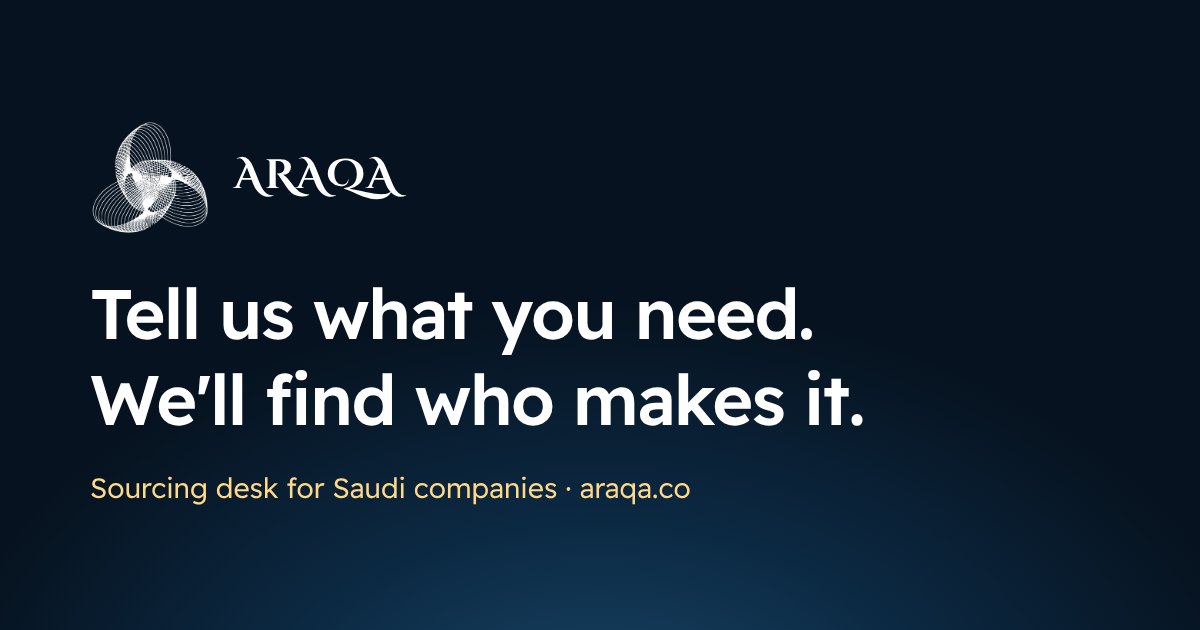 ARAQA
Tell us what you need.
We'll find who makes it.
Sourcing desk for Saudi companies · araqa.co